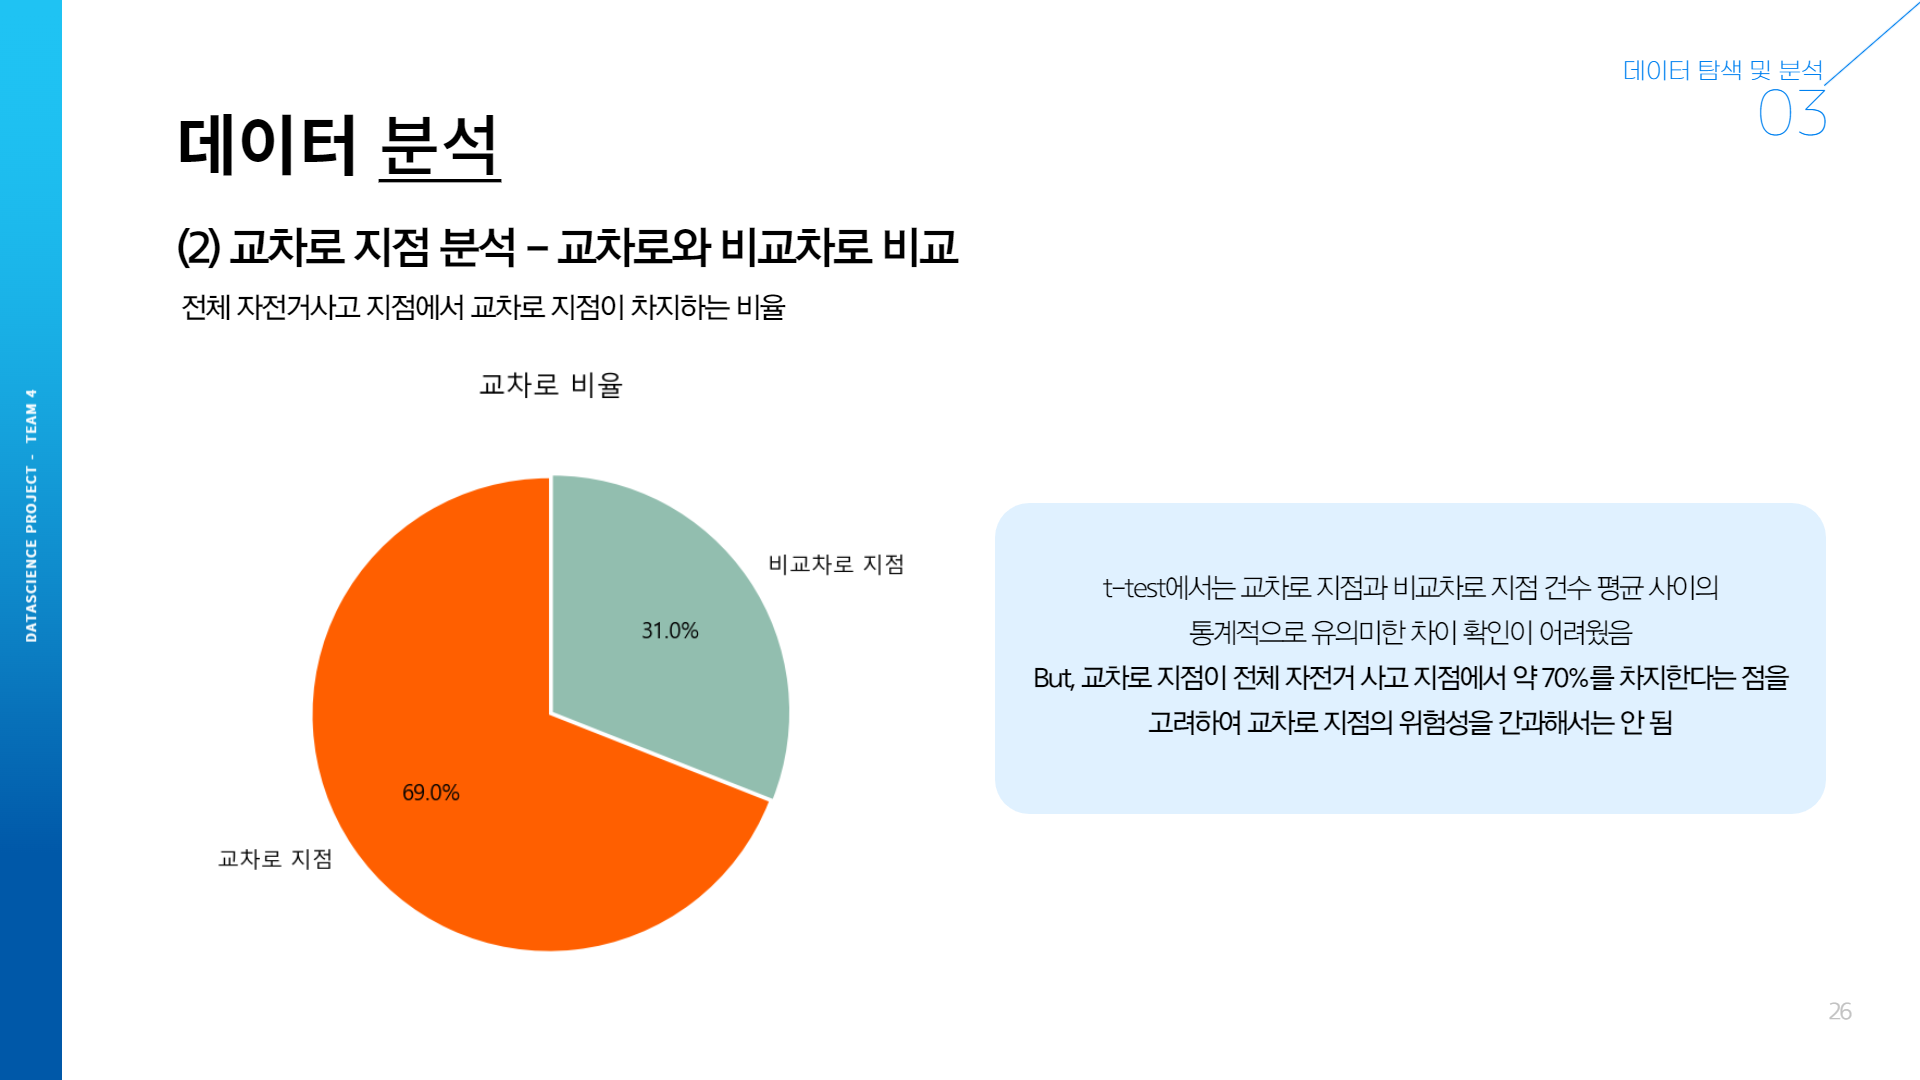 데이터 탐색 및 분석
03
데이터 분석
(2) 교차로 지점 분석 - 교차로와 비교차로 비교
전체 자전거사고 지점에서 교차로 지점이 차지하는 비율
교차로 비율
비교차로 지점
31.0%
69.0%
교차로 지점
t-test에서는 교차로 지점과 비교차로 지점 건수 평균 사이의
통계적으로 유의미한 차이 확인이 어려웠음
But, 교차로 지점이 전체 자전거 사고 지점에서 약 70%를 차지한다는 점을
고려하여 교차로 지점의 위험성을 간과해서는 안 됨
DATASCIENCE PROJECT - TEAM 4
26